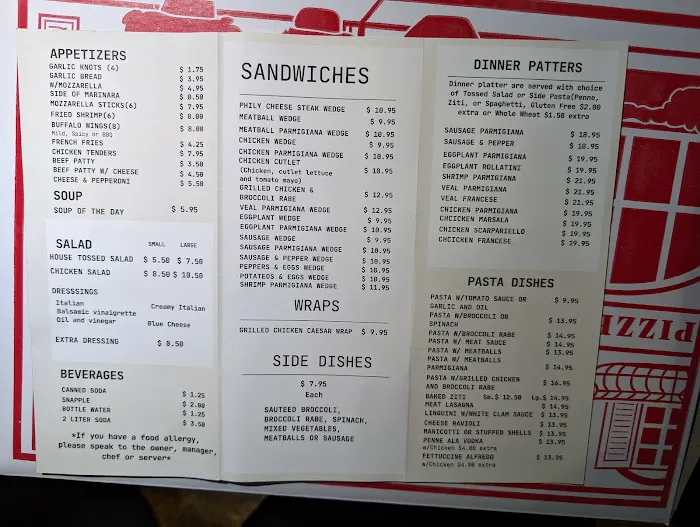 APPETIZERS
GARLIC KNOTS (4) $ 1.75
GARLIC BREAD $ 3.95
W/MOZZARELLA $ 4.95
SIDE OF MARINARA $ 0.50
MOZZARELLA STICKS(6) $ 7.95
FRIED SHRIMP(6) $ 8.00
BUFFALO WINGS(8) $ 8.00
Mild, Spicy or BBQ
FRENCH FRIES $ 4.25
CHICKEN TENDERS $ 7.95
BEEF PATTY $ 3.50
BEEF PATTY W/ CHEESE $ 4.50
CHEESE & PEPPERONI $ 5.50
SOUP
SOUP OF THE DAY $ 5.95
SALAD SMALL LARGE
HOUSE TOSSED SALAD $ 5.50 $ 7.50
CHICKEN SALAD $ 8.50 $ 10.50
DRESSSINGS
Italian Creamy Italian
Balsamic vinaigrette
Oil and vinegar Blue Cheese
EXTRA DRESSING $ 0.50
BEVERAGES
CANNED SODA $ 1.25
SNAPPLE $ 2.00
BOTTLE WATER $ 1.25
2 LITER SODA $ 3.50
*If you have a food allergy,
please speak to the owner, manager,
chef or server*
SANDWICHES
PHILY CHEESE STEAK WEDGE $ 10.95
MEATBALL WEDGE $ 9.95
MEATBALL PARMIGIANA WEDGE $ 10.95
CHICKEN WEDGE $ 9.95
CHICKEN PARMIGIANA WEDGE $ 10.95
CHICKEN CUTLET $ 10.95
(Chicken, cutlet lettuce
and tomato mayo)
GRILLED CHICKEN &
BROCCOLI RABE $ 12.95
VEAL PARMIGIANA WEDGE $ 12.95
EGGPLANT WEDGE $ 9.95
EGGPLANT PARMIGIANA WEDGE $ 10.95
SAUSAGE WEDGE $ 9.95
SAUSAGE PARMIGIANA WEDGE $ 10.95
SAUSAGE & PEPPER WEDGE $ 10.95
PEPPERS & EGGS WEDGE $ 10.95
POTATEOS & EGGS WEDGE $ 10.95
SHRIMP PARMIGIANA WEDGE $ 11.95
WRAPS
GRILLED CHICKEN CAESAR WRAP $ 9.95
SIDE DISHES
$ 7.95
Each
SAUTEED BROCCOLI,
BROCCOLI RABE, SPINACH,
MIXED VEGETABLES,
MEATBALLS OR SAUSAGE
DINNER PATTERS
Dinner platter are served with choice
of Tossed Salad or Side Pasta(Penne,
Ziti, or Spaghetti, Gluten Free $2.00
extra or Whole Wheat $1.50 extra
SAUSAGE PARMIGIANA $ 18.95
SAUSAGE & PEPPER $ 18.95
EGGPLANT PARMIGIANA $ 19.95
EGGPLANT ROLLATINI $ 19.95
SHRIMP PARMIGIANA $ 21.95
VEAL PARMIGIANA $ 21.95
VEAL FRANCESE $ 21.95
CHICKEN PARMIGIANA $ 19.95
CHCICKEN MARSALA $ 19.95
CHICKEN SCARPARIELLO $ 19.95
CHCICKEN FRANCESE $ 19.95
PASTA DISHES
PASTA W/TOMATO SAUCE OR $ 9.95
GARLIC AND OIL
PASTA W/BROCCOLI OR $ 13.95
SPINACH
PASTA W/BROCCOLI RABE $ 14.95
PASTA W/ MEAT SAUCE $ 14.95
PASTA W/ MEATBALLS $ 13.95
PASTA W/ MEATBALLS
PARMIGIANA $ 14.95
PASTA W/GRILLED CHICKEN $ 16.95
AND BROCCOLI RABE
BAKED ZITI Sm.$ 12.50 Lg.$ 14.95
MEAT LASAGNA $ 14.95
LINGUINI W/WHITE CLAM SAUCE $ 13.95
CHEESE RAVIOLI $ 13.95
MANICOTTI OR STUFFED SHELLS $ 13.95
PENNE ALA VODKA $ 13.95
w/Chicken $4.00 extra
FETTUCINE ALFREDO $ 13.95
w/Chicken $4.00 extra
PIZZ